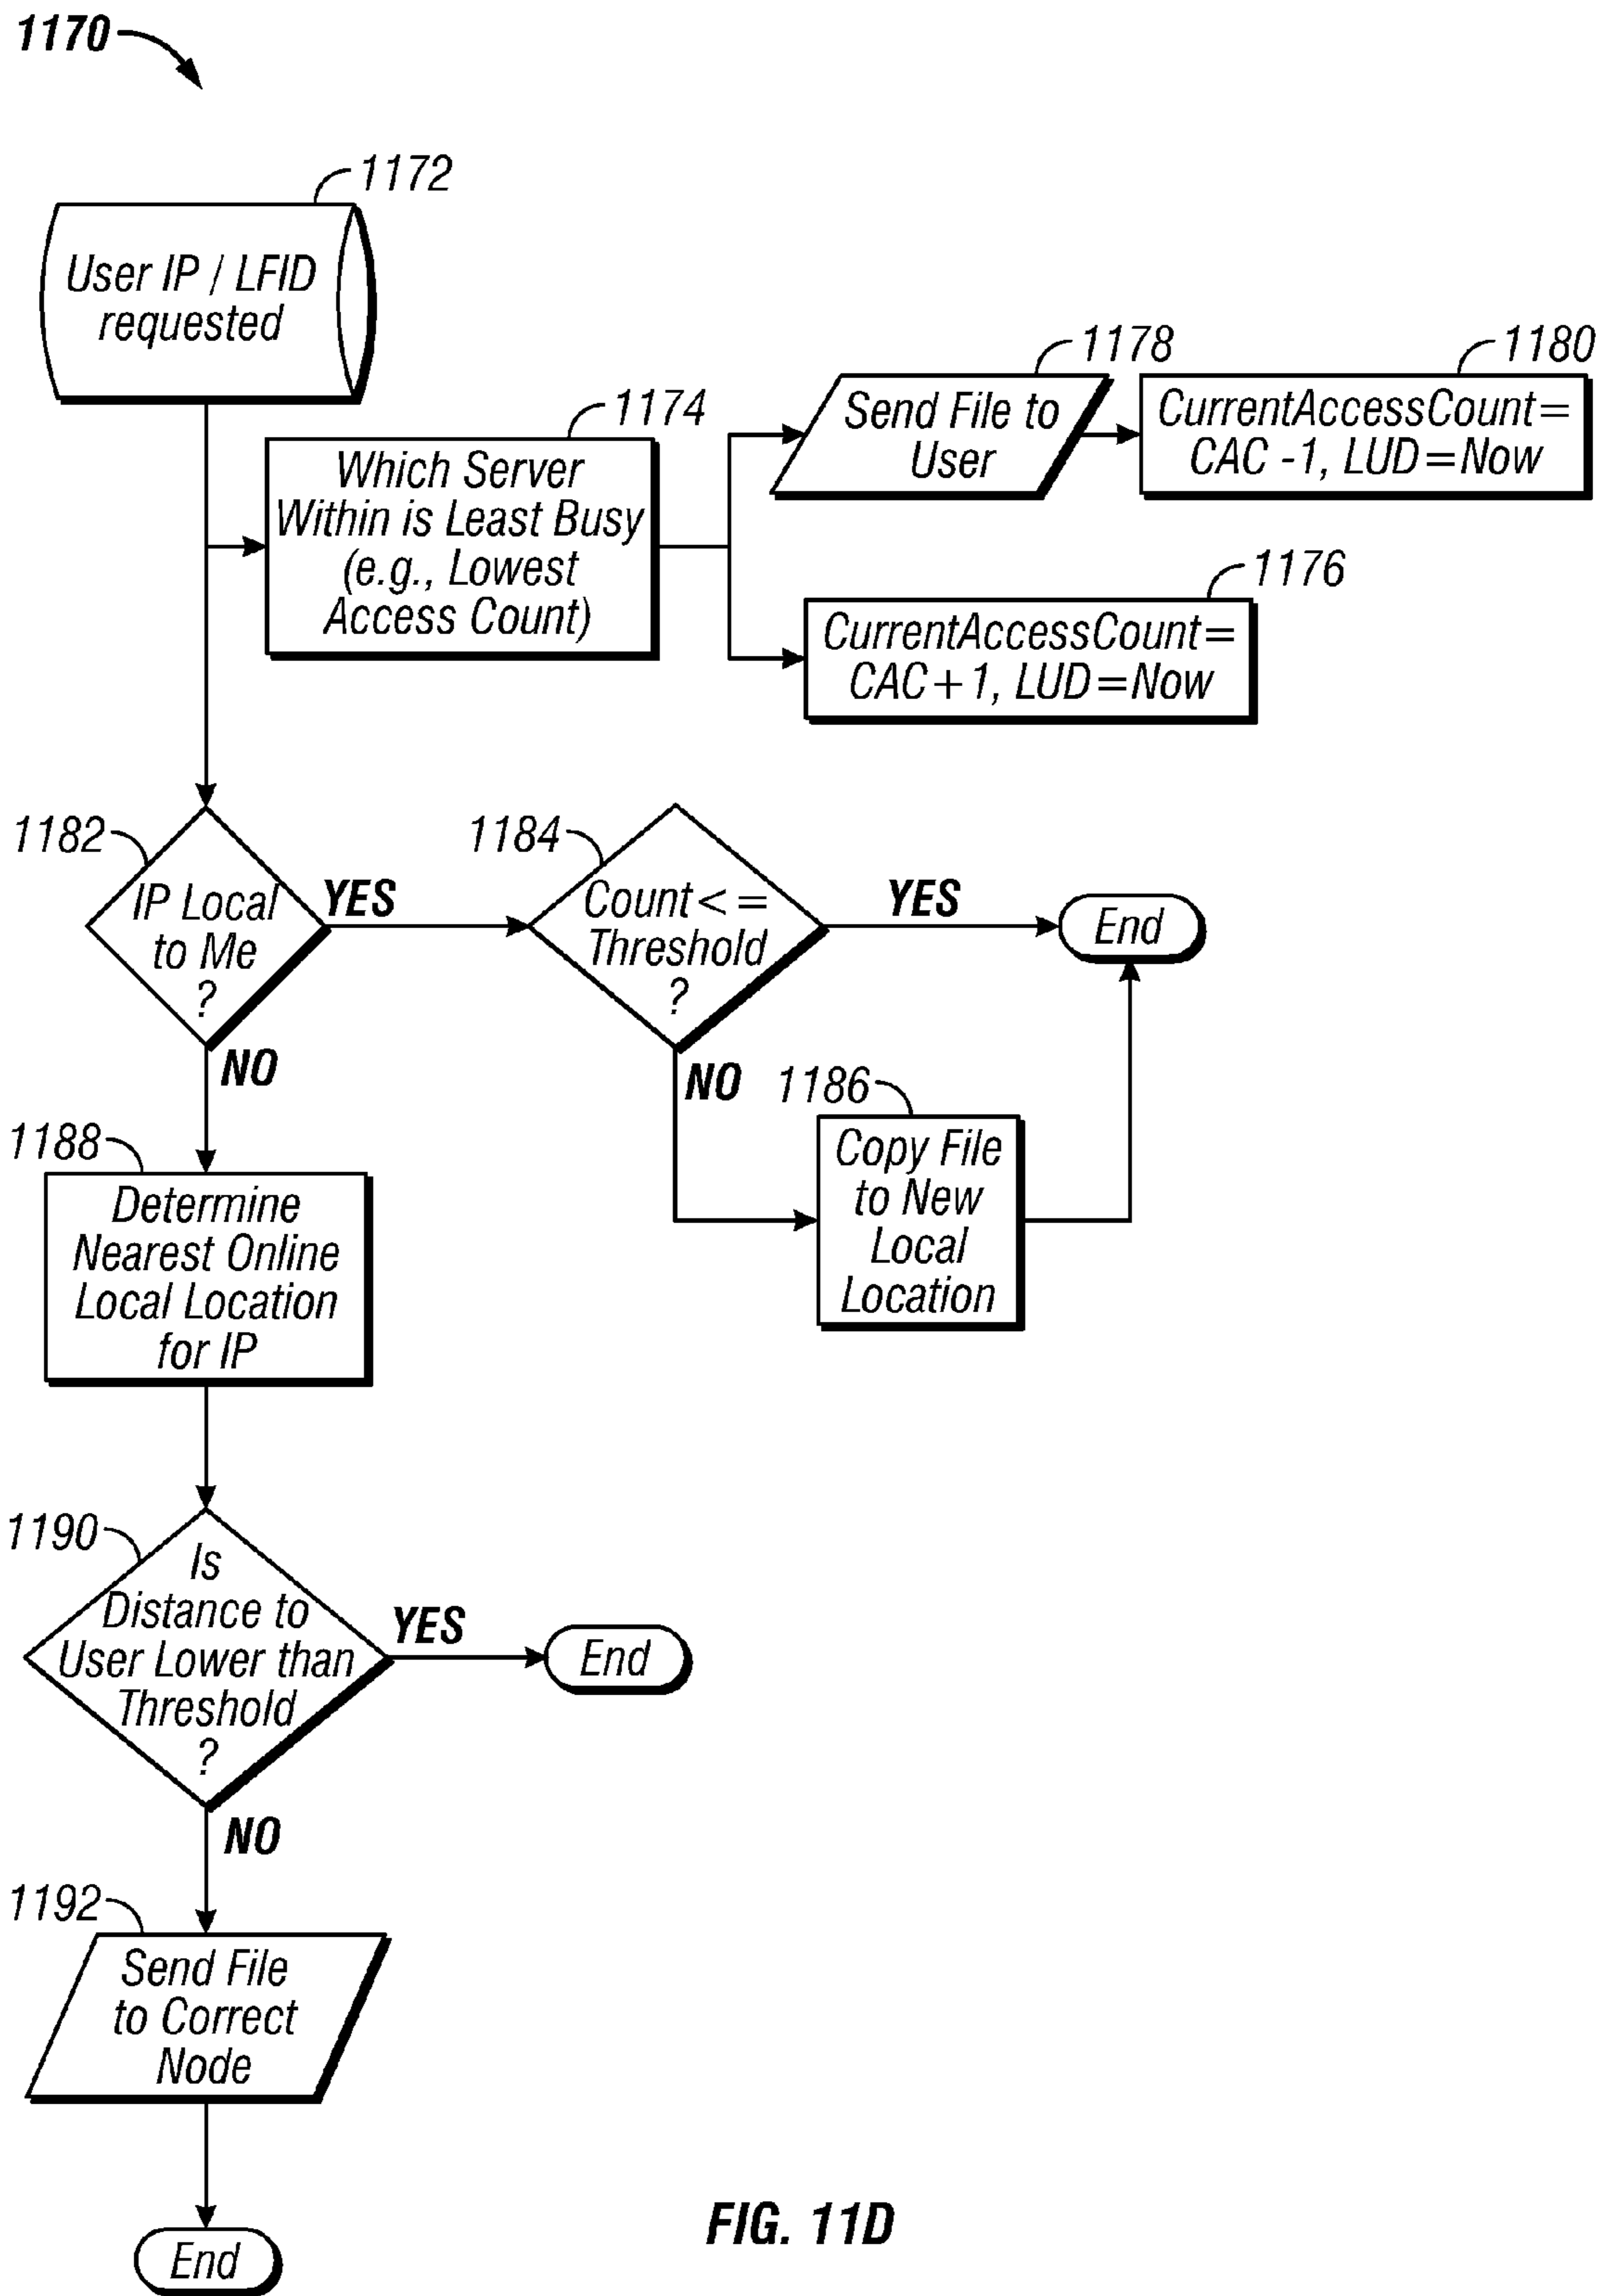 1170
1172
User IP / LFID
requested
1174
Which Server
Within is Least Busy
(e.g., Lowest
Access Count)
1178
Send File to
User
1180
CurrentAccessCount=
CAC -1, LUD=Now
1176
CurrentAccessCount=
CAC+1, LUD=Now
1182
IP Local
to Me
?
YES
NO
1184
Count<=
Threshold
?
YES
End
NO
1186
Copy File
to New
Local
Location
1188
Determine
Nearest Online
Local Location
for IP
1190
Is
Distance to
User Lower than
Threshold
?
YES
End
NO
1192
Send File
to Correct
Node
End
FIG. 11D